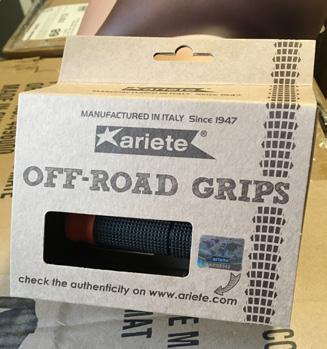 MANUFACTURED IN ITALY Since 1947
ariete®
OFF-ROAD GRIPS
check the authenticity on www.ariete.com